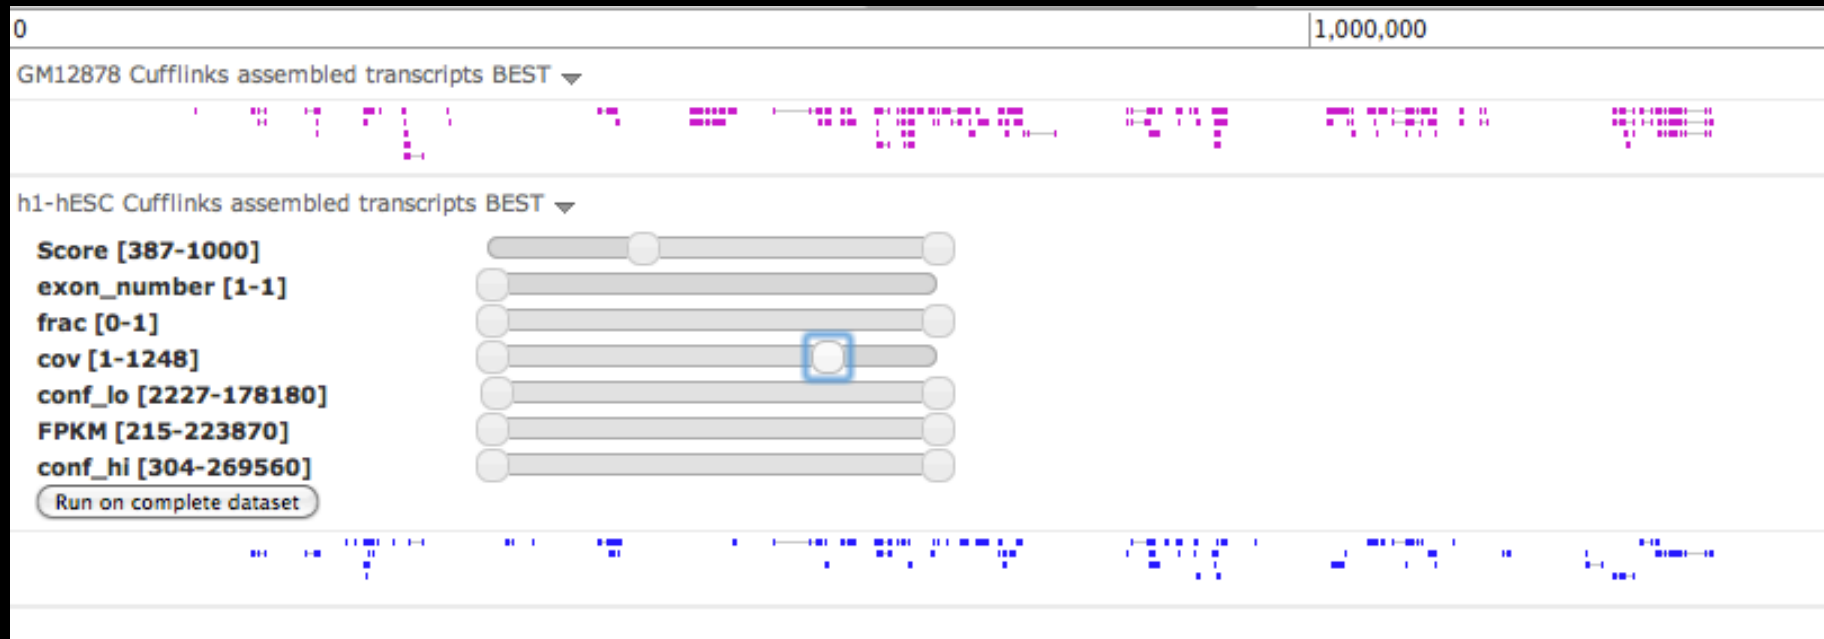 0 1,000,000
GM12878 Cufflinks assembled transcripts BEST
h1-hESC Cufflinks assembled transcripts BEST
Score [387-1000]
exon_number [1-1]
frac [0-1]
cov [1-1248]
conf_lo [2227-178180]
FPKM [215-223870]
conf_hi [304-269560]
Run on complete dataset